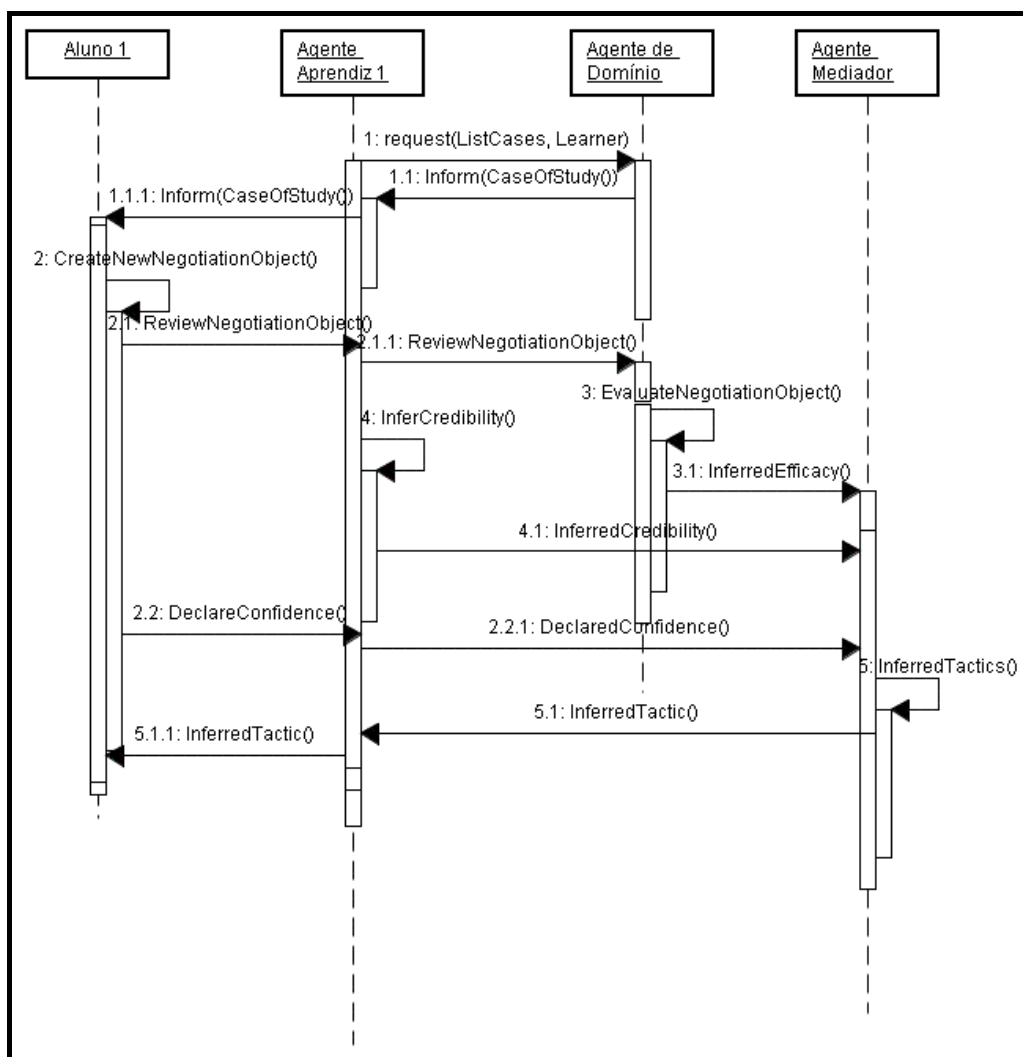 Aluno 1
Agente
Aprendiz 1
Agente de
Domínio
Agente
Mediador
1: request(ListCases, Learner)
1.1: Inform(CaseOfStudy())
1.1.1: Inform(CaseOfStudy())
2: CreateNewNegotiationObject()
2.1: ReviewNegotiationObject()
2.1.1: ReviewNegotiationObject()
3: EvaluateNegotiationObject()
4: InferCredibility()
3.1: InferredEfficacy()
4.1: InferredCredibility()
2.2: DeclareConfidence()
2.2.1: DeclaredConfidence()
5: InferredTactics()
5.1: InferredTactic()
5.1.1: InferredTactic()